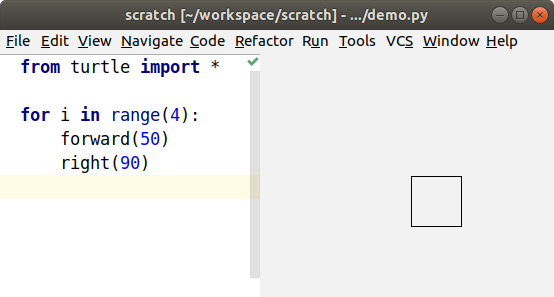 scratch [~/workspace/scratch] - .../demo.py
File Edit View Navigate Code Refactor Run Tools VCS Window Help
from turtle import *
for i in range(4):
    forward(50)
    right(90)